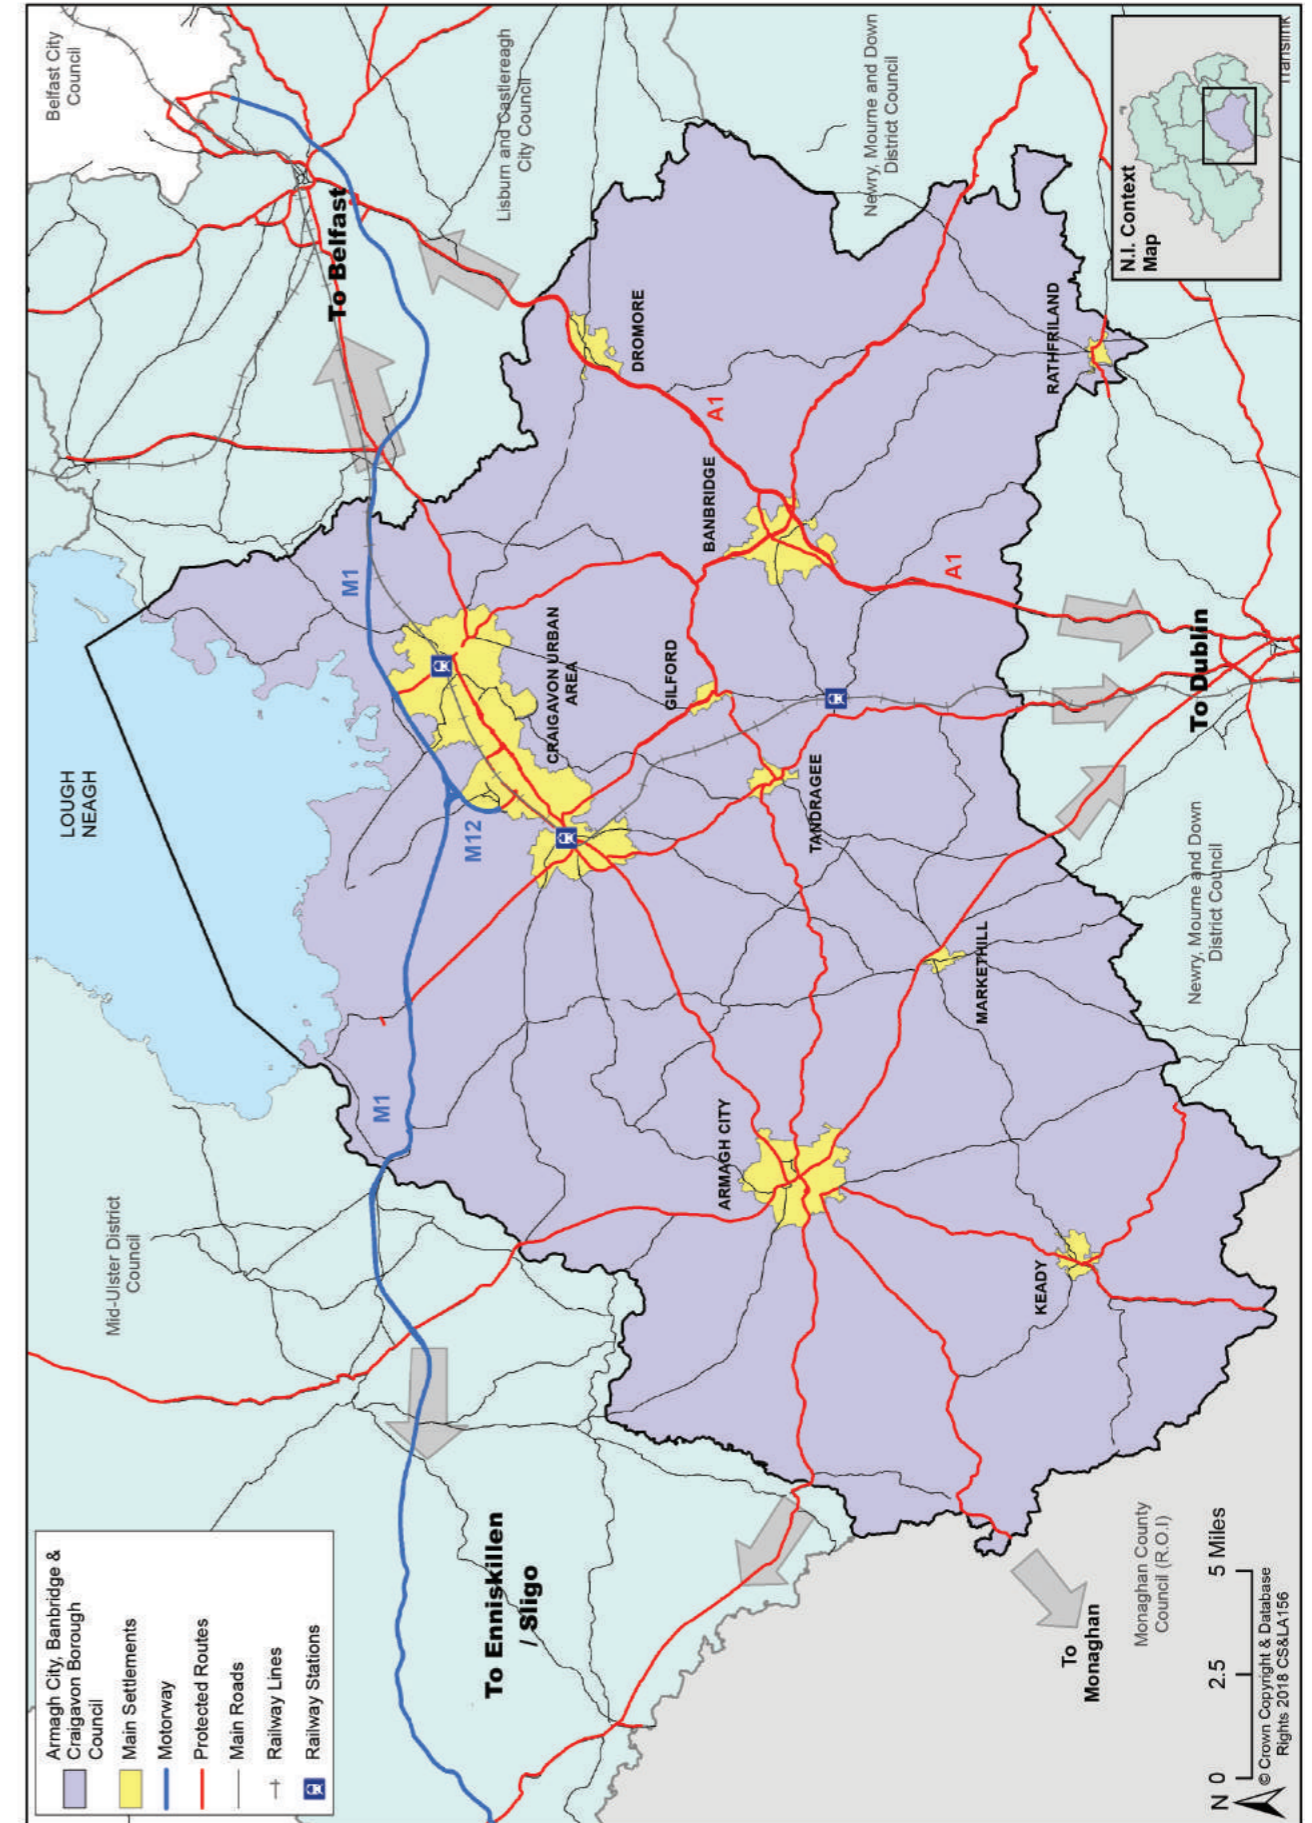 Armagh City, Banbridge &
Craigavon Borough
Council
Main Settlements
Motorway
Protected Routes
Main Roads
Railway Lines
Railway Stations
Mid-Ulster District
Council
LOUGH
NEAGH
Belfast City
Council
M1
M1
M12
To Belfast
Lisburn and Castlereagh
City Council
To Enniskillen
/ Sligo
CRAIGAVON URBAN
AREA
DROMORE
A1
BANBRIDGE
GILFORD
ARMAGH CITY
TANDRAGEE
Newry, Mourne and Down
District Council
A1
MARKETHILL
KEADY
RATHFRILAND
To
Monaghan
Monaghan County
Council (R.O.I)
Newry, Mourne and Down
District Council
To Dublin
N.I. Context
Map
N
0 2.5 5 Miles
© Crown Copyright & Database
Rights 2018 CS&LA156
Translink